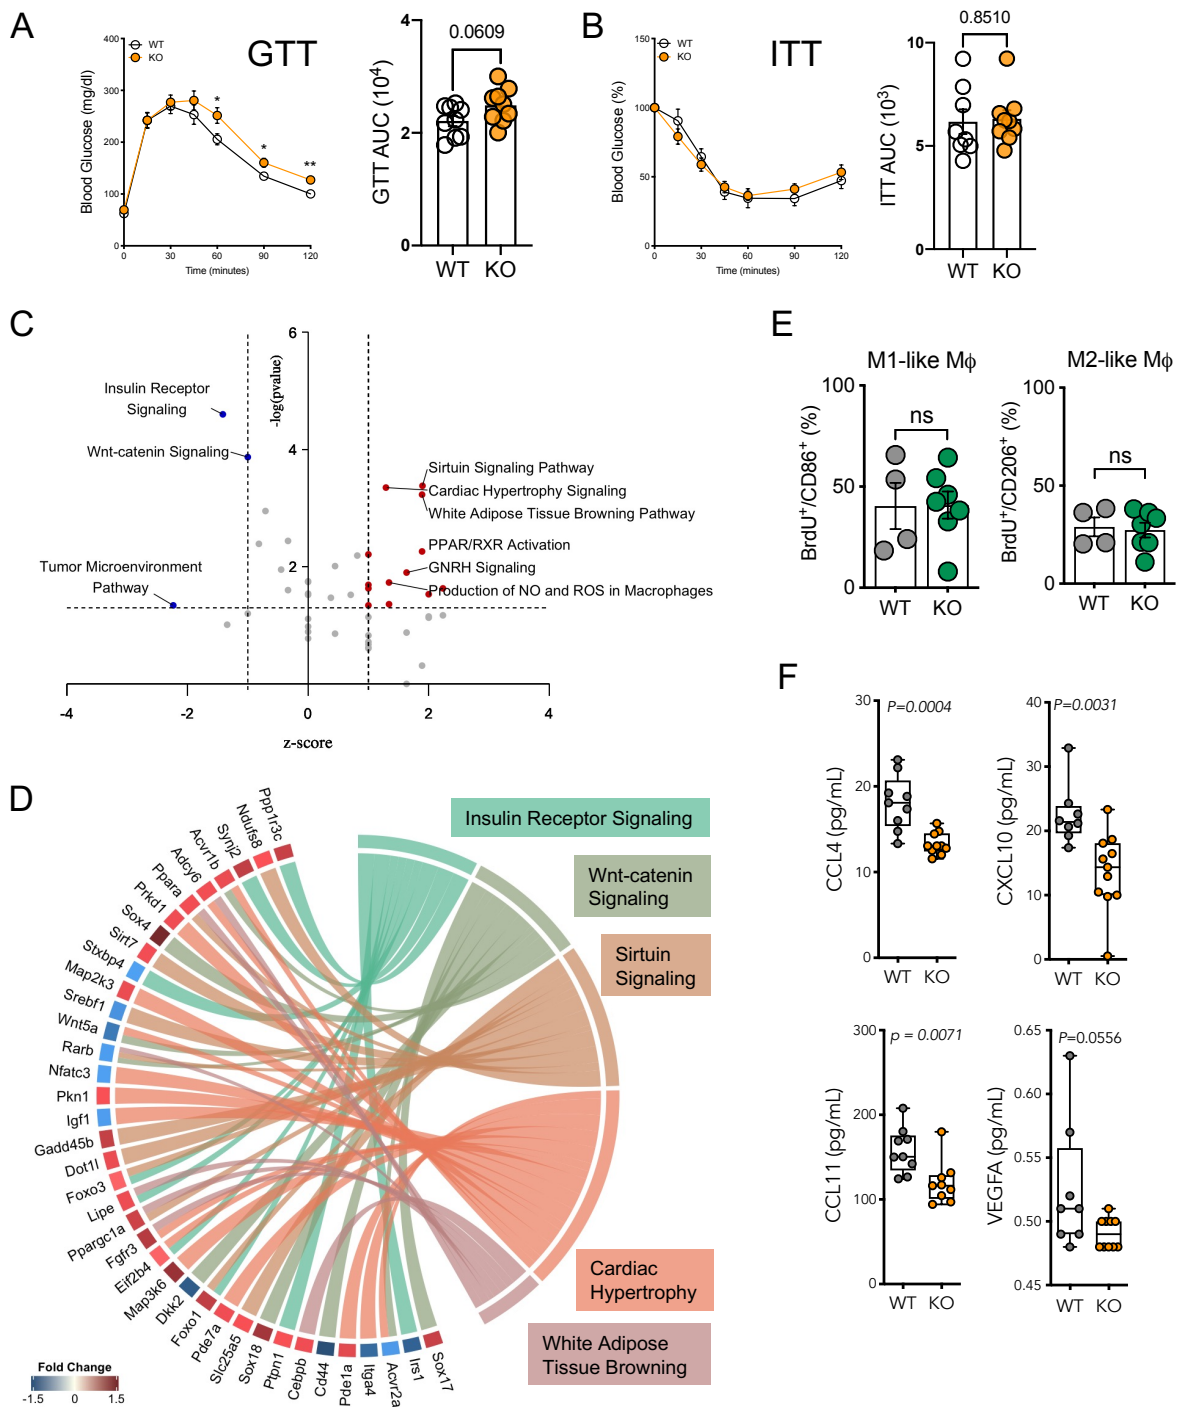 A
GTT
WT
KO
Blood Glucose (mg/dl)
400
300
200
100
0
*
*
**
0
30
60
90
120
Time (minutes)
0.0609
GTT AUC (10⁴)
4
2
0
WT
KO
B
ITT
WT
KO
Blood Glucose (%)
150
100
50
0
0
30
60
90
120
Time (minutes)
0.8510
ITT AUC (10³)
10
5
0
WT
KO
C
-log(pvalue)
6
4
2
Insulin Receptor
Signaling
Wnt-catenin Signaling
Tumor Microenvironment
Pathway
Sirtuin Signaling Pathway
Cardiac Hypertrophy Signaling
White Adipose Tissue Browning Pathway
PPAR/RXR Activation
GNRH Signaling
Production of NO and ROS in Macrophages
-4
-2
0
2
4
z-score
E
M1-like Mϕ
BrdU⁺/CD86⁺ (%)
100
50
0
ns
WT
KO
M2-like Mϕ
BrdU⁺/CD206⁺ (%)
100
50
0
ns
WT
KO
D
Insulin Receptor Signaling
Wnt-catenin
Signaling
Sirtuin
Signaling
Cardiac
Hypertrophy
White Adipose
Tissue Browning
Ppp1r3c
Ndufs8
Synj2
Acvr1b
Adcy6
Ppara
Prkd1
Sox4
Sirt7
Stxbp4
Map2k3
Srebf1
Wnt5a
Rarb
Nfatc3
Pkn1
Igf1
Gadd45b
Dot1l
Foxo3
Lipe
Ppargc1a
Fgfr3
Eif2b4
Map3k6
Dkk2
Foxo1
Pde7a
Slc25a5
Sox18
Ptpn1
Cebpb
Cd44
Pde1a
Itga4
Acvr2a
Irs1
Sox17
Fold Change
-1.5
0
1.5
F
P=0.0004
CCL4 (pg/mL)
30
20
10
0
WT
KO
P=0.0031
CXCL10 (pg/mL)
40
30
20
10
0
WT
KO
p = 0.0071
CCL11 (pg/mL)
300
200
100
0
WT
KO
P=0.0556
VEGFA (pg/mL)
0.65
0.60
0.55
0.50
0.45
WT
KO